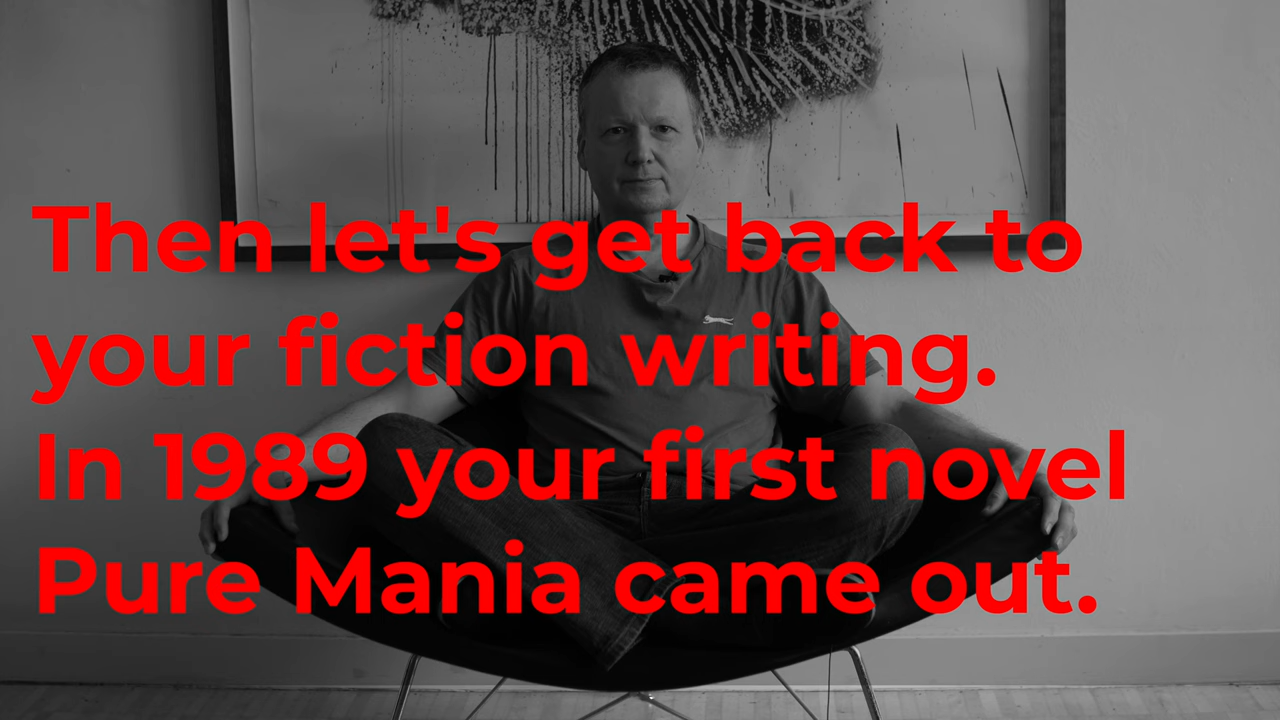 Then let's get back to
your fiction writing.
In 1989 your first novel
Pure Mania came out.